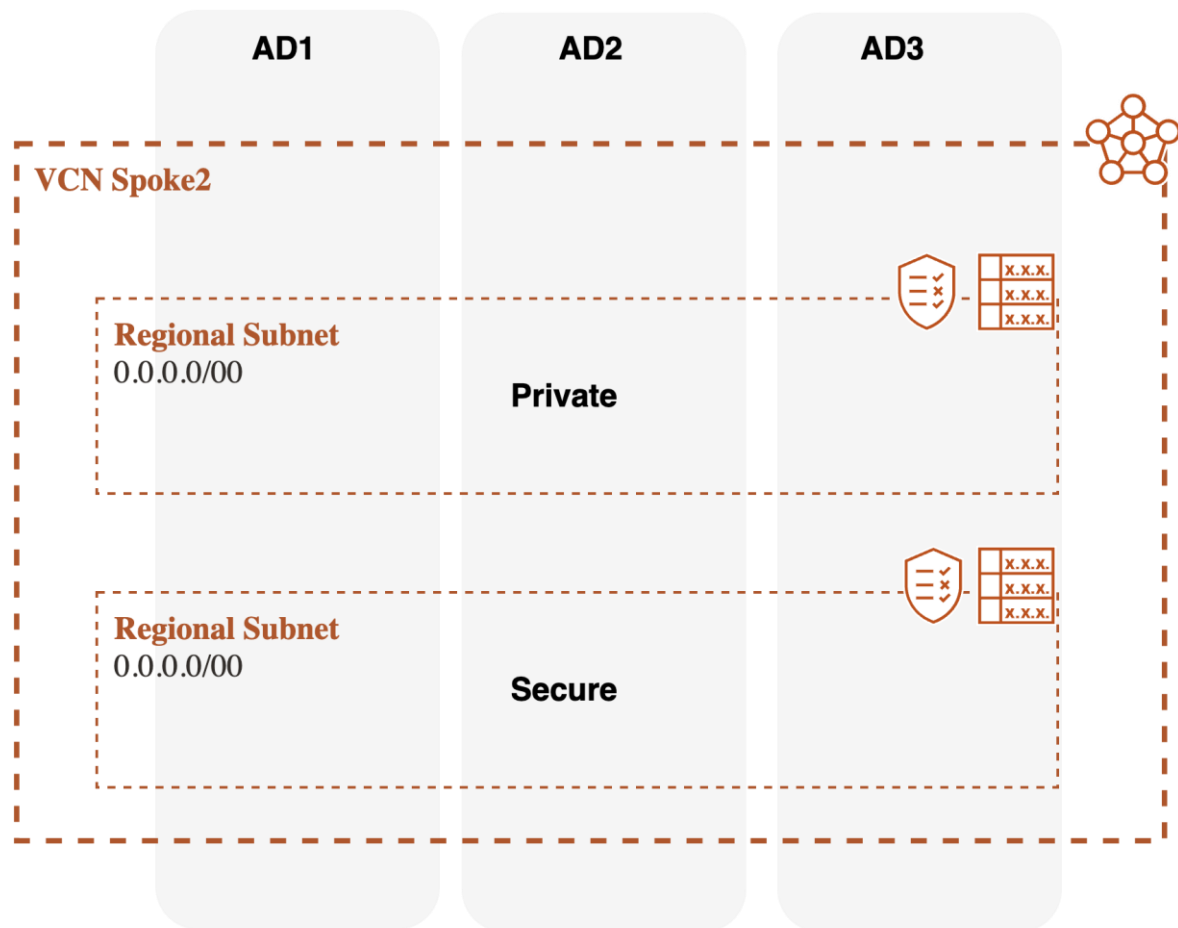 AD1
AD2
AD3
VCN Spoke2
x.x.x.
x.x.x.
x.x.x.
Regional Subnet
0.0.0.0/00
Private
x.x.x.
x.x.x.
x.x.x.
Regional Subnet
0.0.0.0/00
Secure